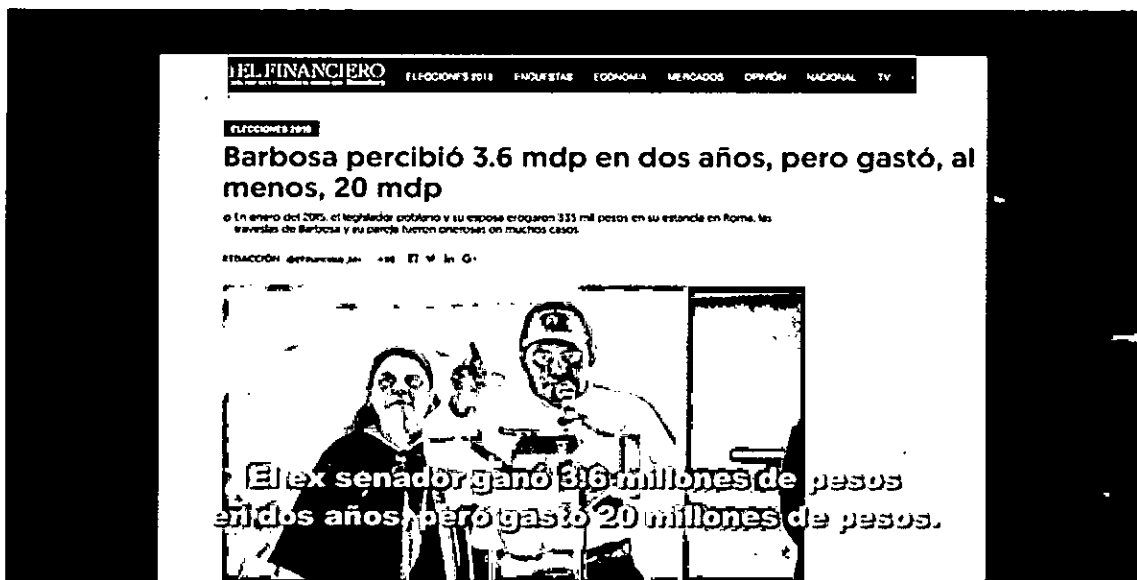 EL FINANCIERO ELECCIONES 2018 ENCUESTAS ECONOMÍA MERCADOS OPINIÓN NACIONAL TV
ELECCIONES 2018
Barbosa percibió 3.6 mdp en dos años, pero gastó, al
menos, 20 mdp
En enero del 2015, el legislador poblano y su esposa erogaron 333 mil pesos en su estancia en Roma; las
travesías de Barbosa y su pareja fueron onerosas en muchos casos
REDACCIÓN
El ex senador ganó 3.6 millones de pesos
en dos años, pero gastó 20 millones de pesos.